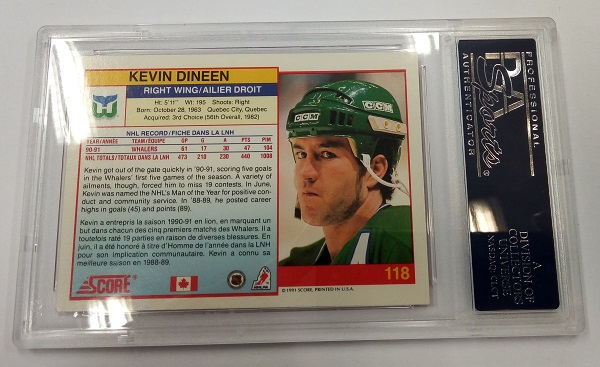 KEVIN DINEEN
RIGHT WING/AILIER DROIT
Ht: 5'11" Wt: 195 Shoots: Right
Born: October 28, 1963 Quebec City, Quebec
Acquired: 3rd Choice (56th Overall, 1982)
NHL RECORD/FICHE DANS LA LNH
YEAR/ANNÉE TEAM/ÉQUIPE GP G A PTS PIM
90-91 WHALERS 61 17 30 47 104
NHL TOTALS/TOTAUX DANS LA LNH 473 210 230 440 1008
Kevin got out of the gate quickly in '90-91, scoring five goals
in the Whalers' first five games of the season. A variety of
ailments, though, forced him to miss 19 contests. In June,
Kevin was named the NHL's Man of the Year for positive con-
duct and community service. In '88-89, he posted career
highs in goals (45) and points (89).
Kevin a entrepris la saison 1990-91 en lion, en marquant un
but dans chacun des cinq premiers matchs des Whalers. Il a
toutefois raté 19 parties en raison de diverses blessures. En
juin, il a été honoré à titre d'Homme de l'année dans la LNH
pour son implication communautaire. Kevin a connu sa
meilleure saison en 1988-89.
SCORE
CCM
CCM
A
118
© 1991 SCORE, PRINTED IN U.S.A.
PSA
Sports®
PROFESSIONAL
AUTHENTICATOR
A
DIVISION OF
COLLECTORS
UNIVERSE
NASDAQ: CLCT